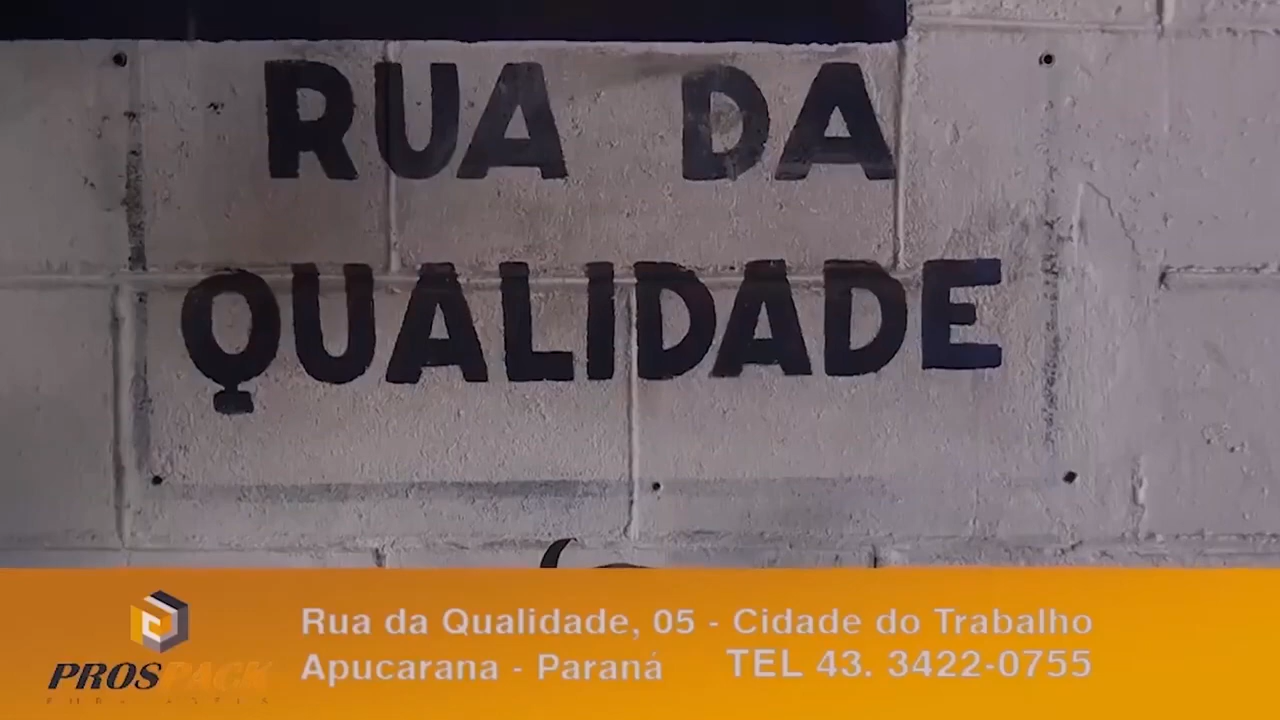 RUA DA
QUALIDADE
Rua da Qualidade, 05 - Cidade do Trabalho
Apucarana - Paraná TEL 43. 3422-0755
PROSPACK